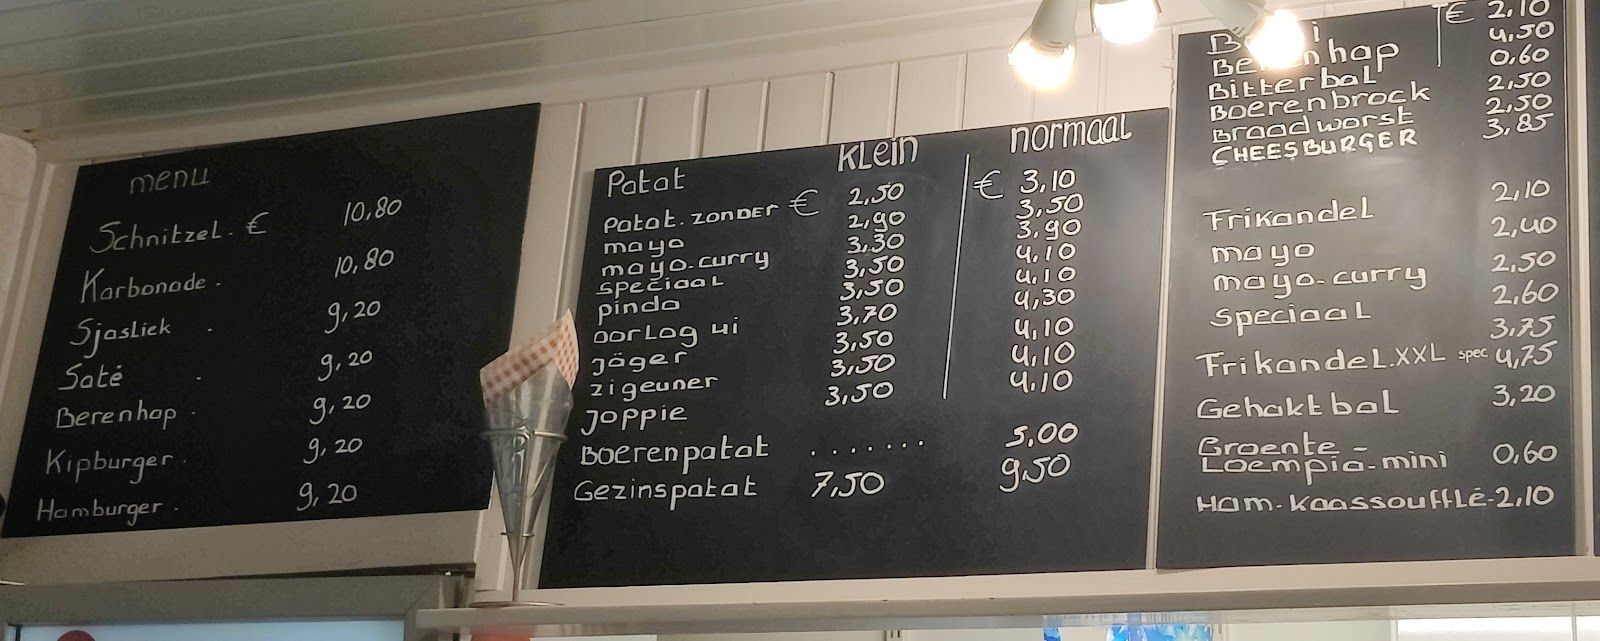 menu
Schnitzel. € 10,80
Karbonade. 10,80
Sjasliek . 9,20
Saté . 9,20
Berenhap. 9,20
Kipburger. 9,20
Hamburger. 9,20
Patat KLein normaal
Patat.zonder € 2,50 € 3,10
mayo 2,90 3,50
mayo-curry 3,30 3,90
speciaal 3,50 4,10
pinda 3,50 4,10
oorlog ui 3,70 4,30
Jäger 3,50 4,10
zigeuner 3,50 4,10
Joppie 3,50 4,10
Boerenpatat ....... 5,00
Gezinspatat 7,50 9,50
€ 2,10
Berenhap 4,50
Bitterbal 0,60
Boerenbrock 2,50
Braadworst 2,50
CHEESBURGER 3,85
Frikandel 2,10
mayo 2,40
mayo-curry 2,50
speciaal 2,60
3,75
Frikandel.XXL spec 4,75
Gehaktbal 3,20
Groente-
Loempia-mini 0,60
Ham-kaassoufflé-2,10